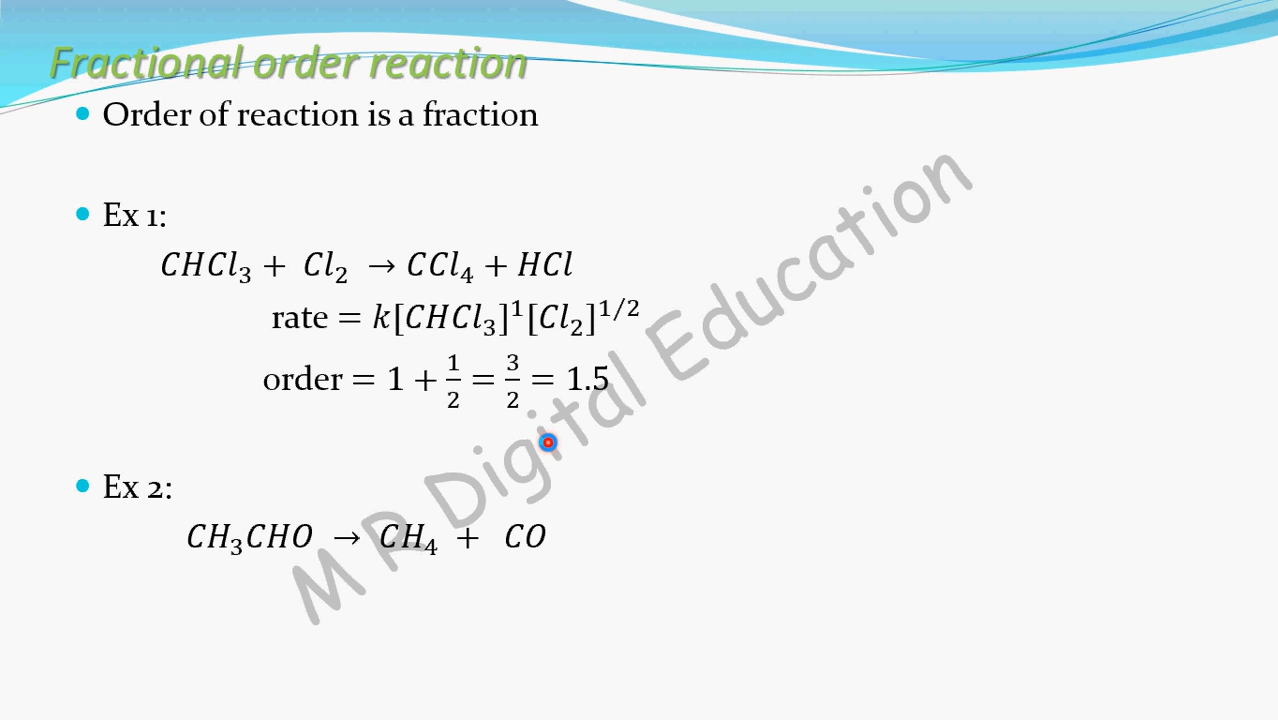 Fractional order reaction
• Order of reaction is a fraction
• Ex 1:
CHCl₃ + Cl₂ → CCl₄ + HCl
rate = k[CHCl₃]¹[Cl₂]¹/²
order = 1 + 1/2 = 3/2 = 1.5
• Ex 2:
CH₃CHO → CH₄ + CO
M R Digital Education